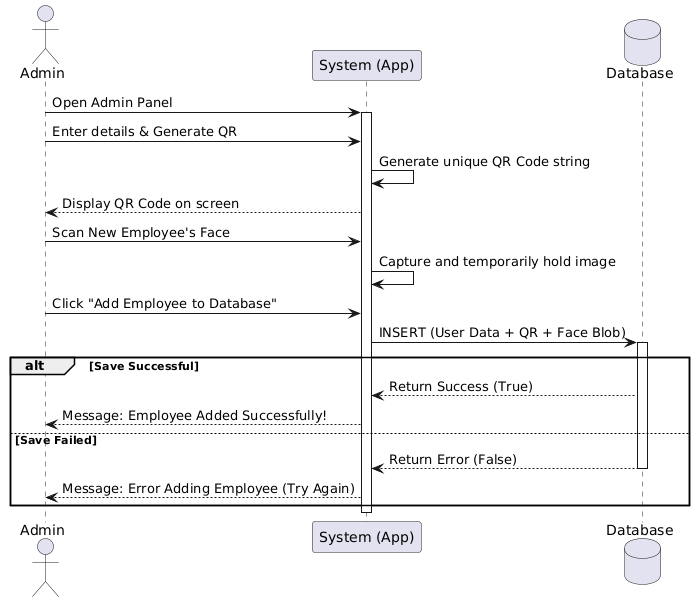 Admin
System (App)
Database
Open Admin Panel
Enter details & Generate QR
Generate unique QR Code string
Display QR Code on screen
Scan New Employee's Face
Capture and temporarily hold image
Click "Add Employee to Database"
INSERT (User Data + QR + Face Blob)
alt [Save Successful]
Return Success (True)
Message: Employee Added Successfully!
[Save Failed]
Return Error (False)
Message: Error Adding Employee (Try Again)
Admin
System (App)
Database